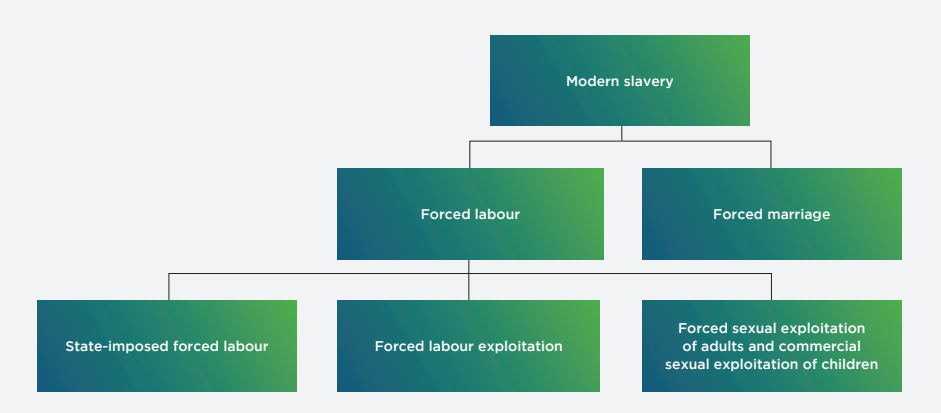 Modern slavery
Forced labour
Forced marriage
State-imposed forced labour
Forced labour exploitation
Forced sexual exploitation
of adults and commercial
sexual exploitation of children